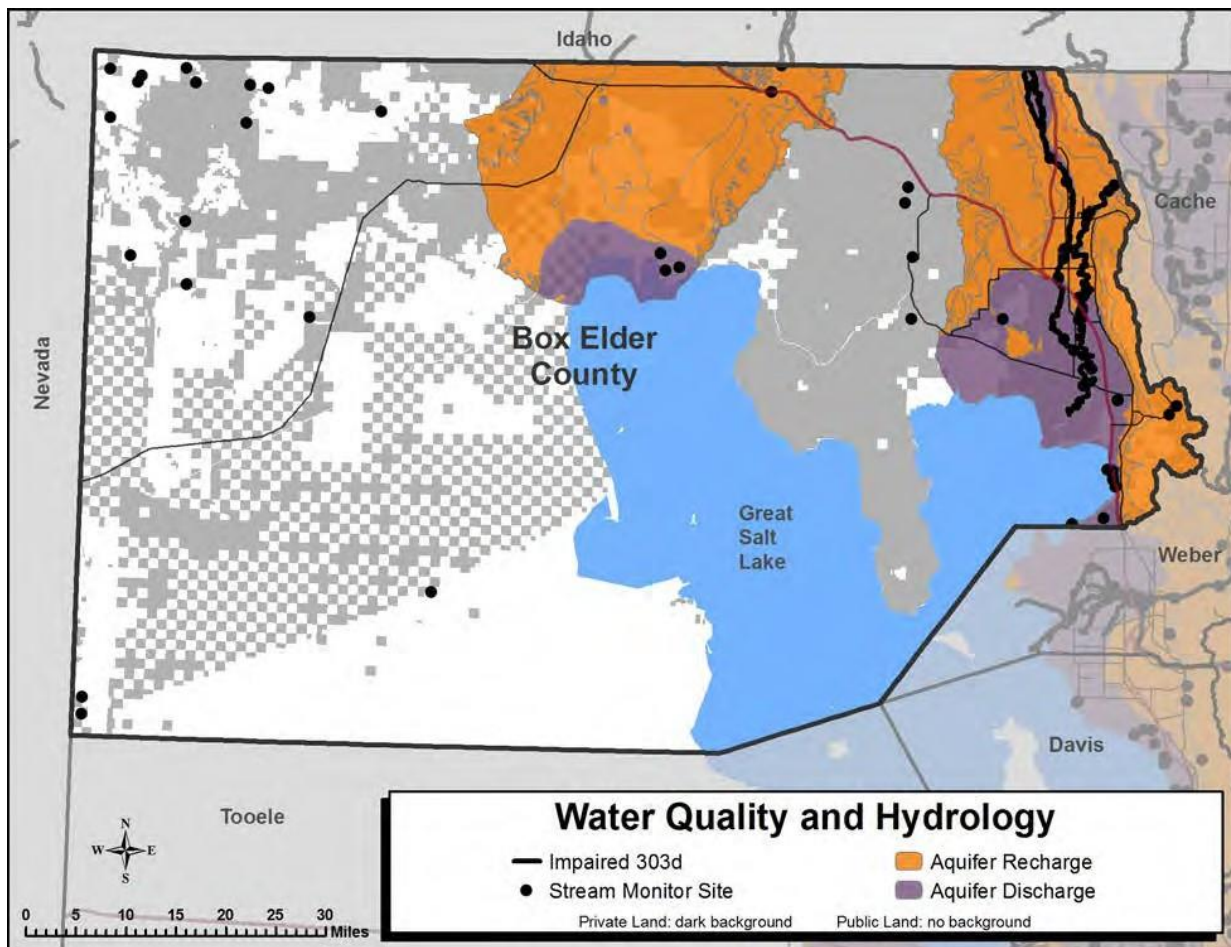 Idaho
Cache
Nevada
Box Elder
County
Great
Salt
Lake
Weber
Davis
Tooele
N
W E
S
0 5 10 15 20 25 30
Miles
Water Quality and Hydrology
Impaired 303d
Aquifer Recharge
Stream Monitor Site
Aquifer Discharge
Private Land: dark background Public Land: no background